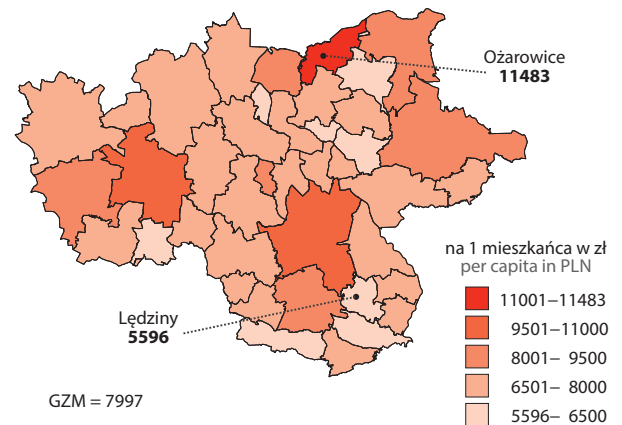 Ożarowice
11483
na 1 mieszkańca w zł
per capita in PLN
11001–11483
9501–11000
8001– 9500
6501– 8000
5596– 6500
Lędziny
5596
GZM = 7997